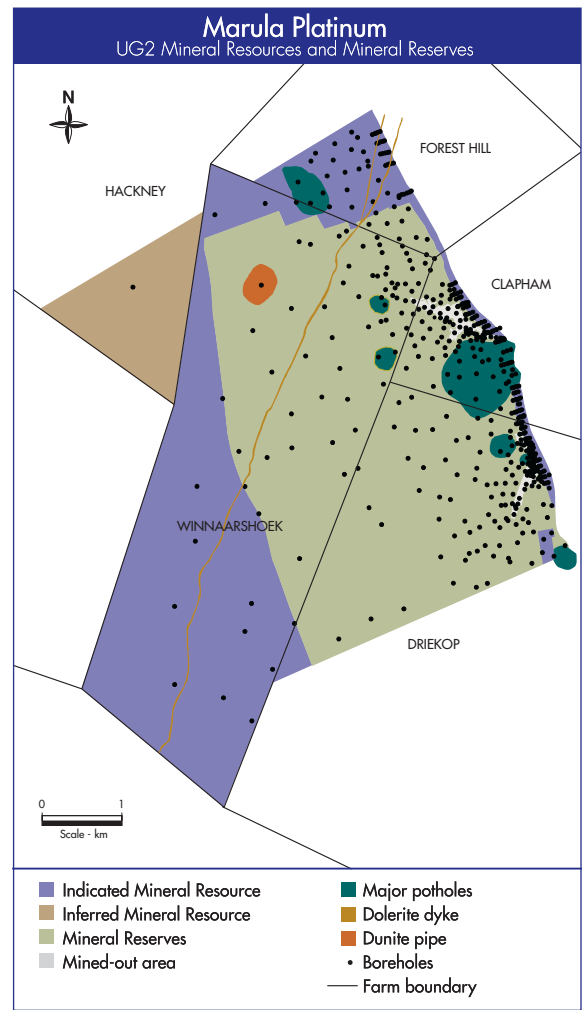 Marula Platinum
UG2 Mineral Resources and Mineral Reserves
N
FOREST HILL
HACKNEY
CLAPHAM
WINNAARSHOEK
DRIEKOP
0 1
Scale - km
Indicated Mineral Resource
Inferred Mineral Resource
Mineral Reserves
Mined-out area
Major potholes
Dolerite dyke
Dunite pipe
Boreholes
Farm boundary